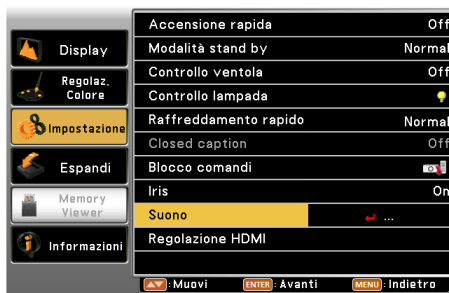 Display
Regolaz.
Colore
Impostazione
Espandi
Memory
Viewer
Informazioni
Accensione rapida Off
Modalità stand by Normal
Controllo ventola Off
Controllo lampada
Raffreddamento rapido Normal
Closed caption Off
Blocco comandi
Iris On
Suono ...
Regolazione HDMI
: Muovi ENTER : Avanti MENU : Indietro